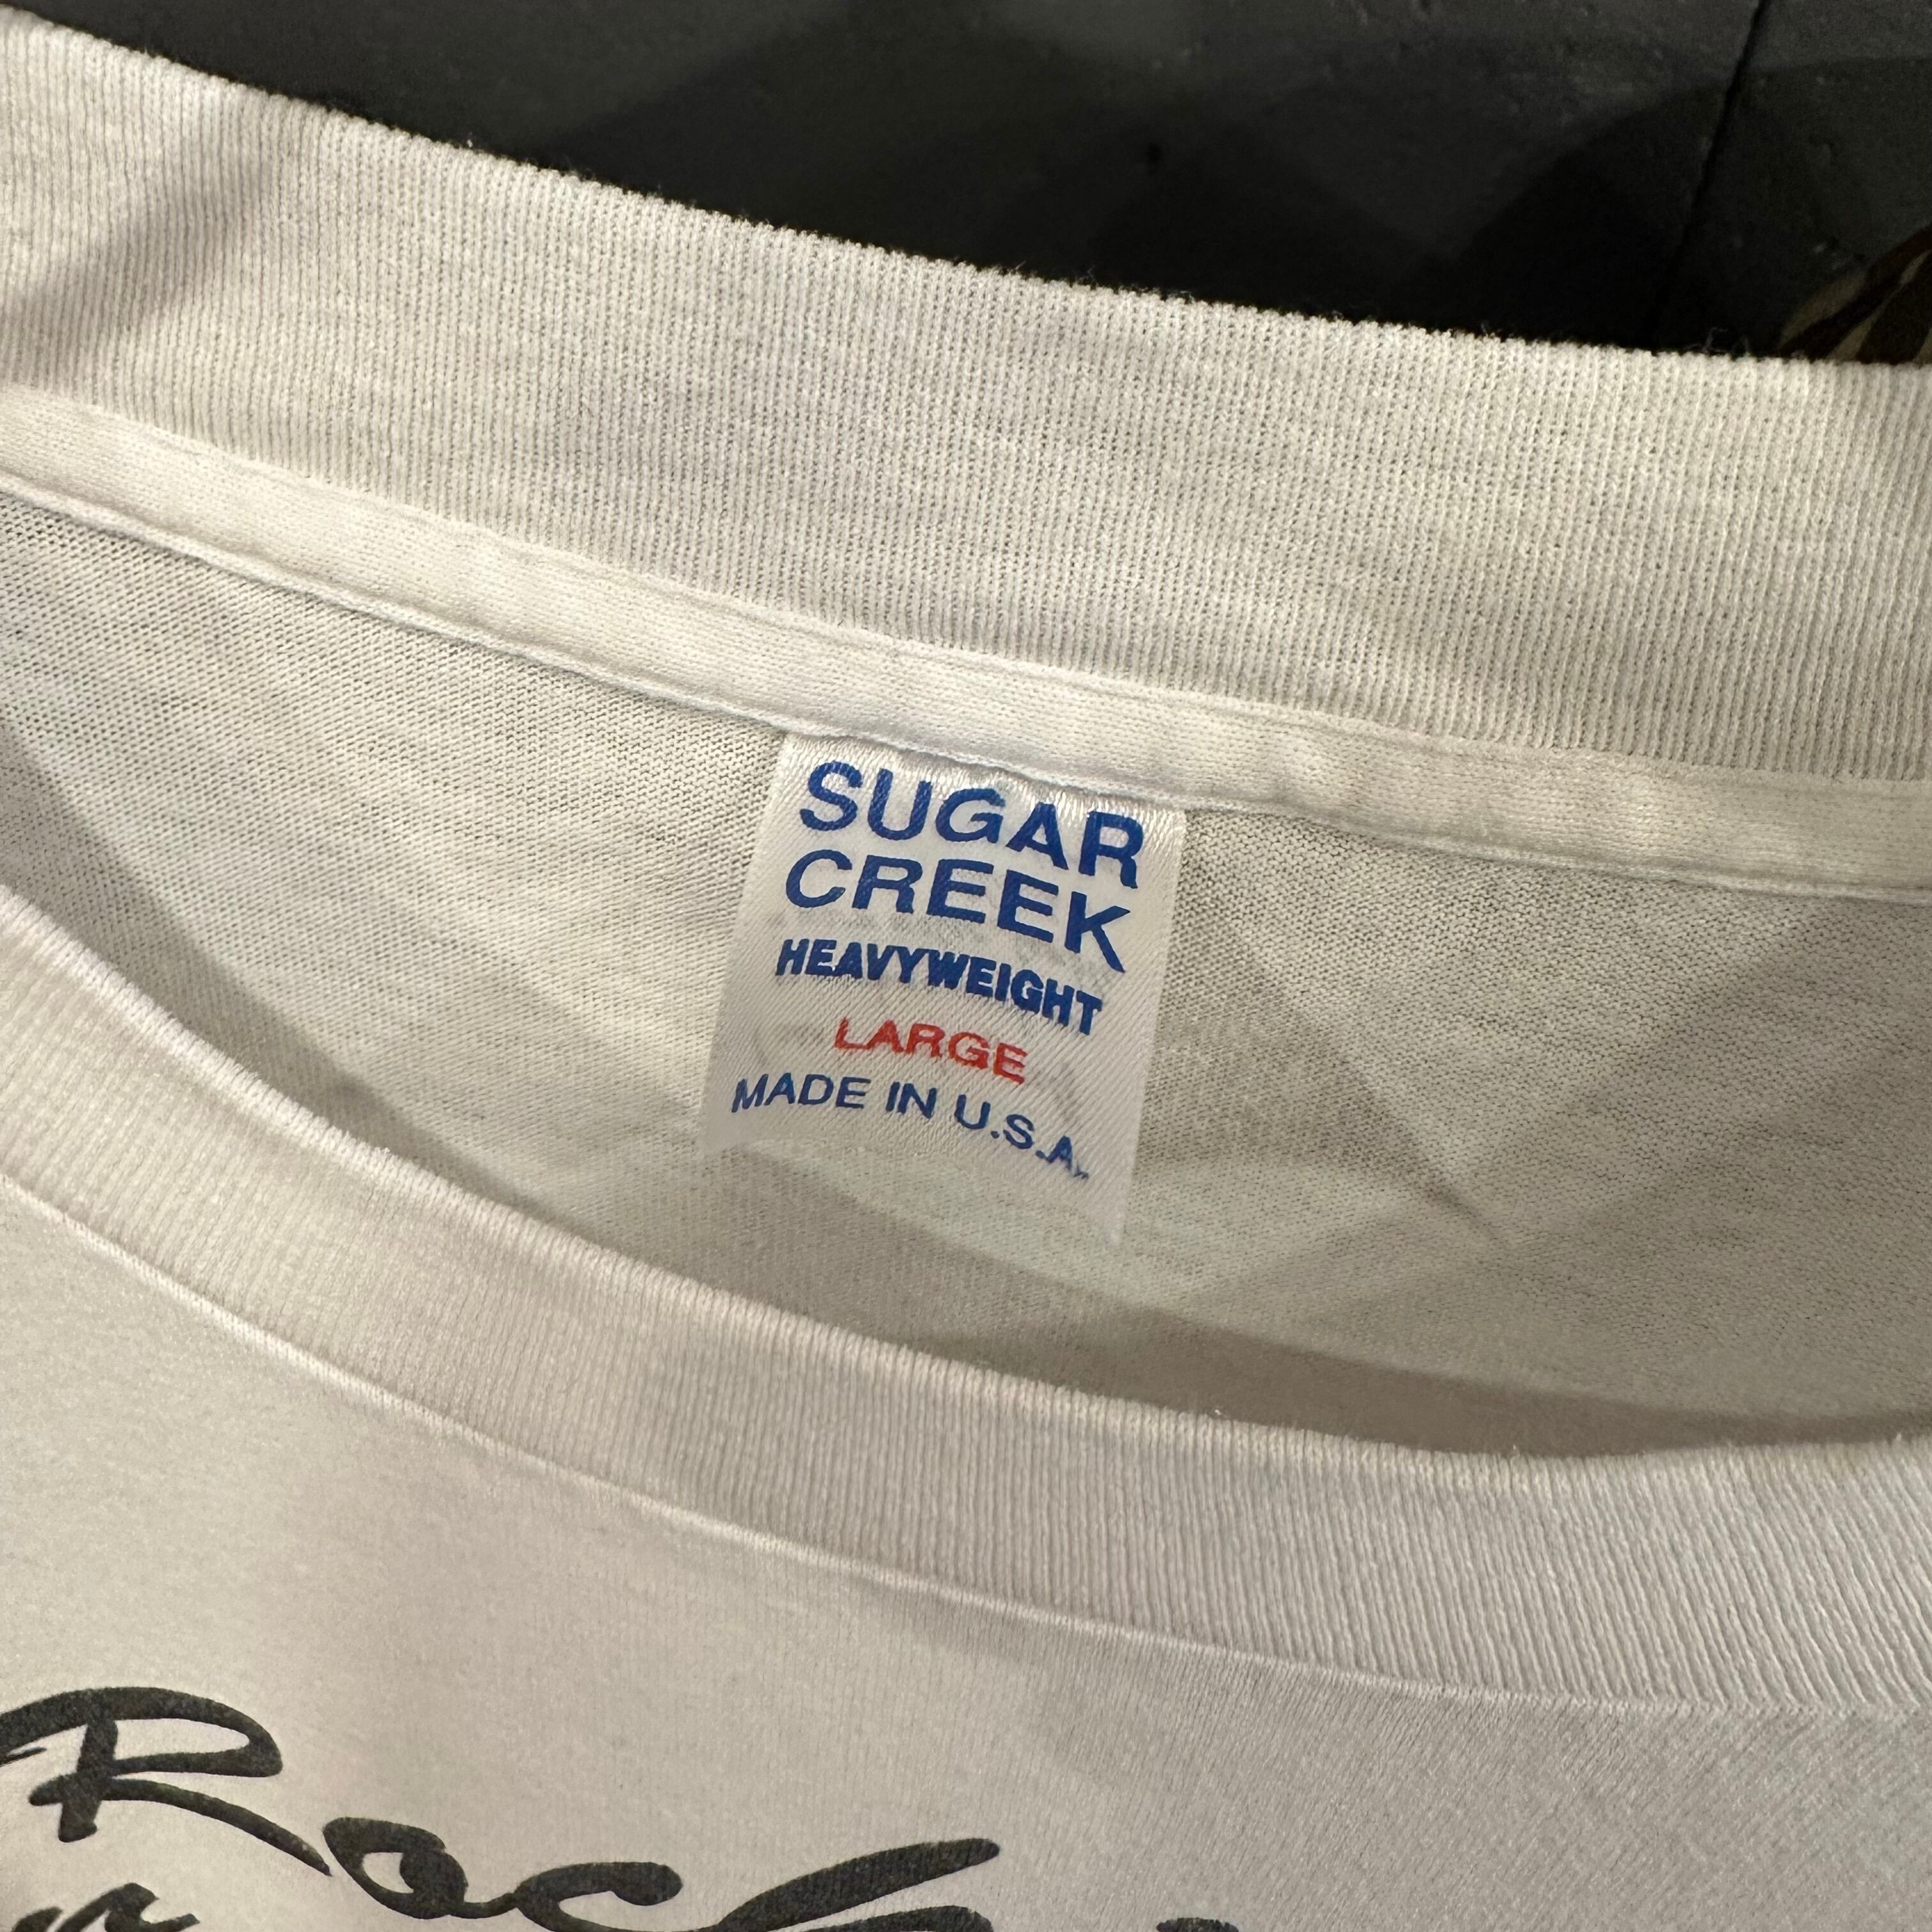 SUGAR
CREEK
HEAVYWEIGHT
LARGE
MADE IN U.S.A.